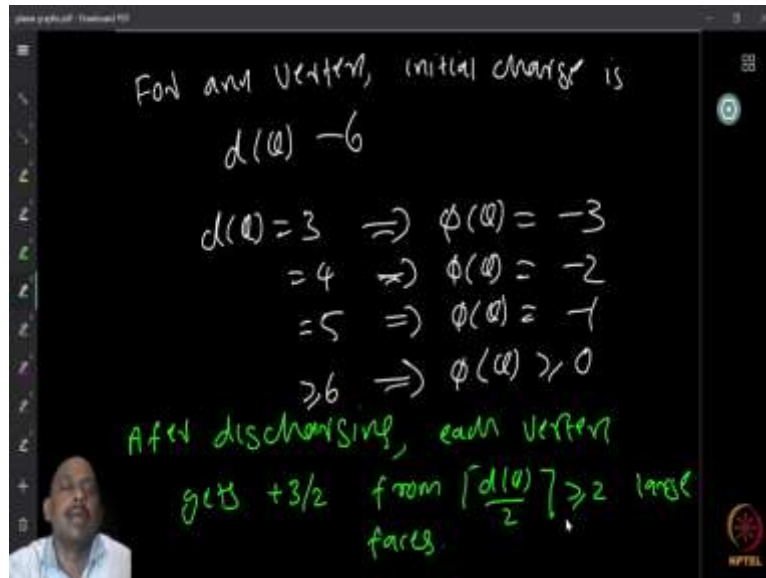 For any vertex, initial charge is
d(v) - 6
d(v) = 3 ⇒ φ(v) = -3
= 4 ⇒ φ(v) = -2
= 5 ⇒ φ(v) = -1
≥ 6 ⇒ φ(v) ≥ 0
After discharging, each vertex
gets +3/2 from ⌈d(v)/2⌉ ≥ 2 large
faces.
NPTEL